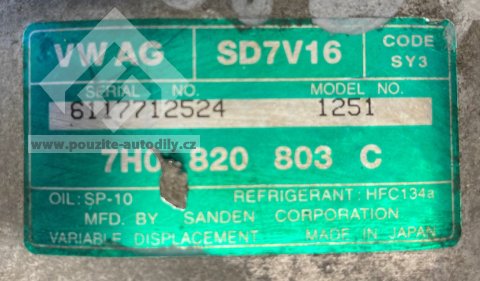 VW AG SD7V16 CODE SY3
SERIAL NO. MODEL NO.
6117712524 1251
www.pouzite-autodily.cz
7H0 820 803 C
OIL: SP-10 REFRIGERANT: HFC134a
MFD. BY SANDEN CORPORATION
VARIABLE DISPLACEMENT MADE IN JAPAN